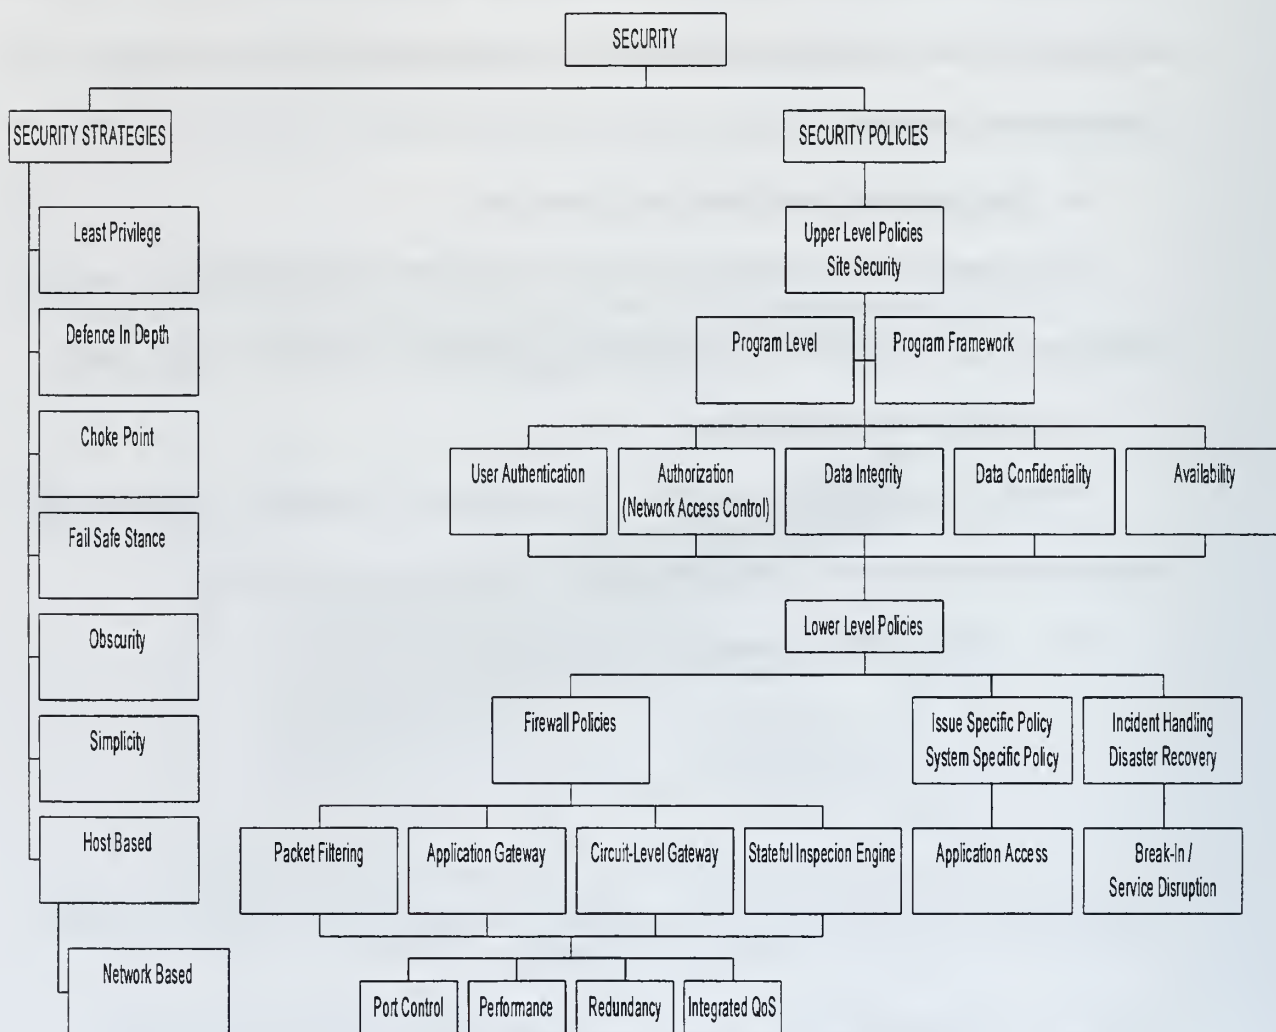 SECURITY
SECURITY STRATEGIES
SECURITY POLICIES
Least Privilege
Defence In Depth
Choke Point
Fail Safe Stance
Obscurity
Simplicity
Host Based
Network Based
Upper Level Policies
Site Security
Program Level
Program Framework
User Authentication
Authorization
(Network Access Control)
Data Integrity
Data Confidentiality
Availability
Lower Level Policies
Firewall Policies
Issue Specific Policy
System Specific Policy
Incident Handling
Disaster Recovery
Packet Filtering
Application Gateway
Circuit-Level Gateway
Stateful Inspecion Engine
Application Access
Break-In /
Service Disruption
Port Control
Performance
Redundancy
Integrated QoS